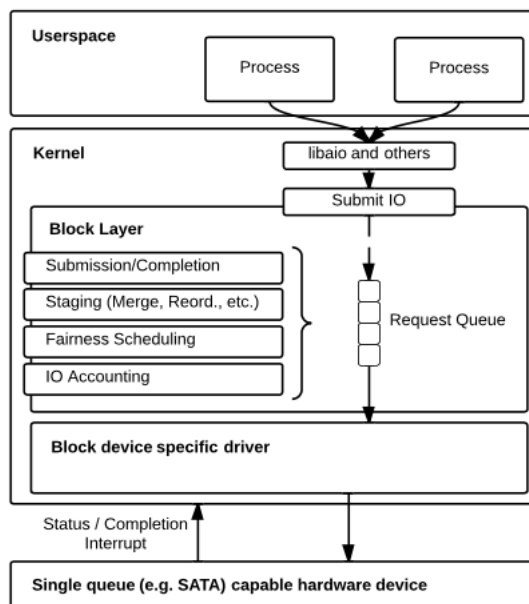 Userspace
Process
Process
Kernel
libaio and others
Submit IO
Block Layer
Submission/Completion
Staging (Merge, Reord., etc.)
Fairness Scheduling
IO Accounting
Request Queue
Block device specific driver
Status / Completion
Interrupt
Single queue (e.g. SATA) capable hardware device